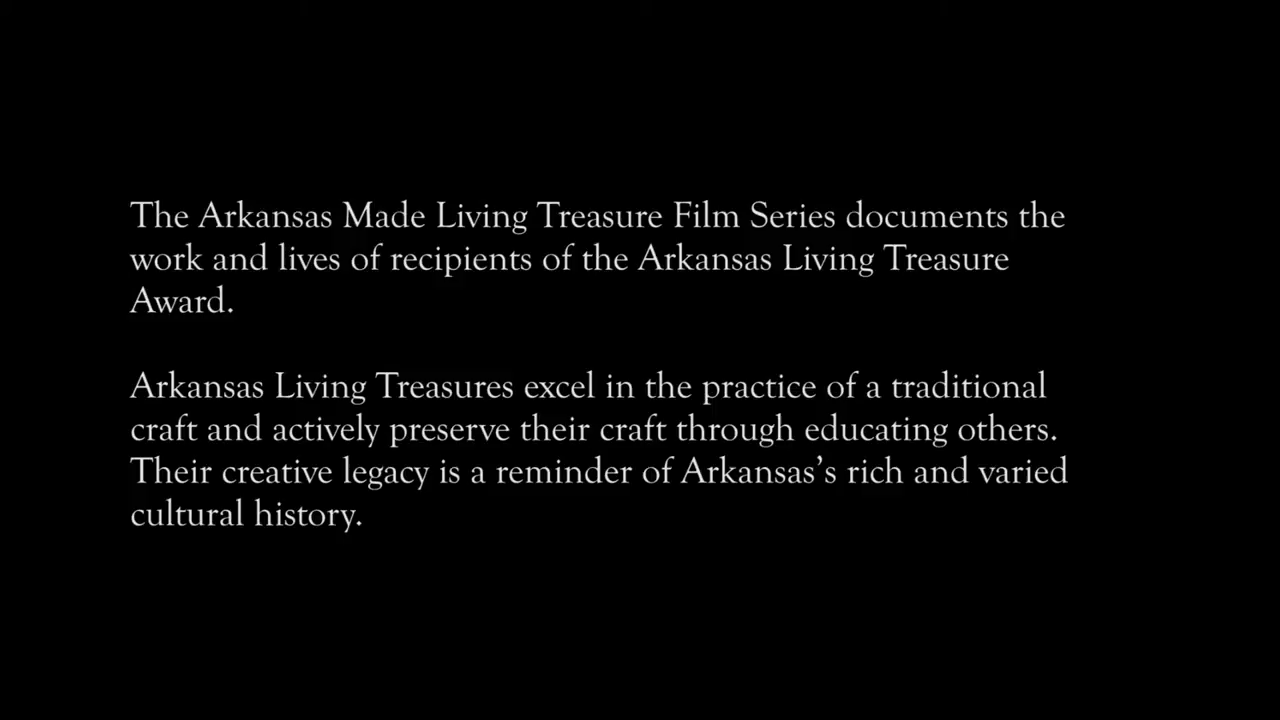 The Arkansas Made Living Treasure Film Series documents the
work and lives of recipients of the Arkansas Living Treasure
Award.
Arkansas Living Treasures excel in the practice of a traditional
craft and actively preserve their craft through educating others.
Their creative legacy is a reminder of Arkansas’s rich and varied
cultural history.